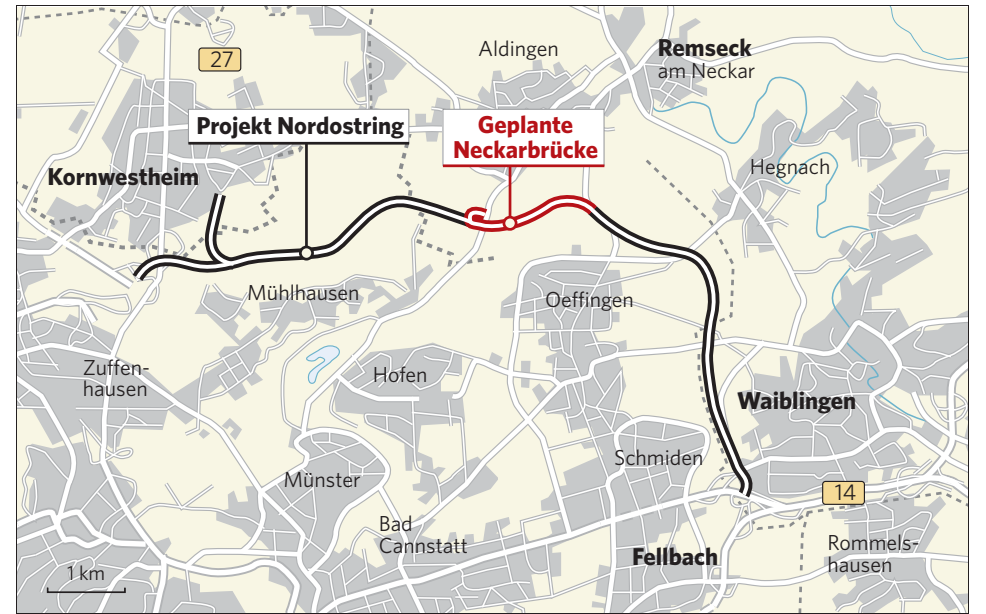 Aldingen
Remseck
am Neckar
27
Projekt Nordostring
Geplante
Neckarbrücke
Hegnach
Kornwestheim
Mühlhausen
Oeffingen
Zuffen-
hausen
Hofen
Waiblingen
Schmiden
Münster
14
Bad
Cannstatt
Fellbach
Rommels-
hausen
1 km